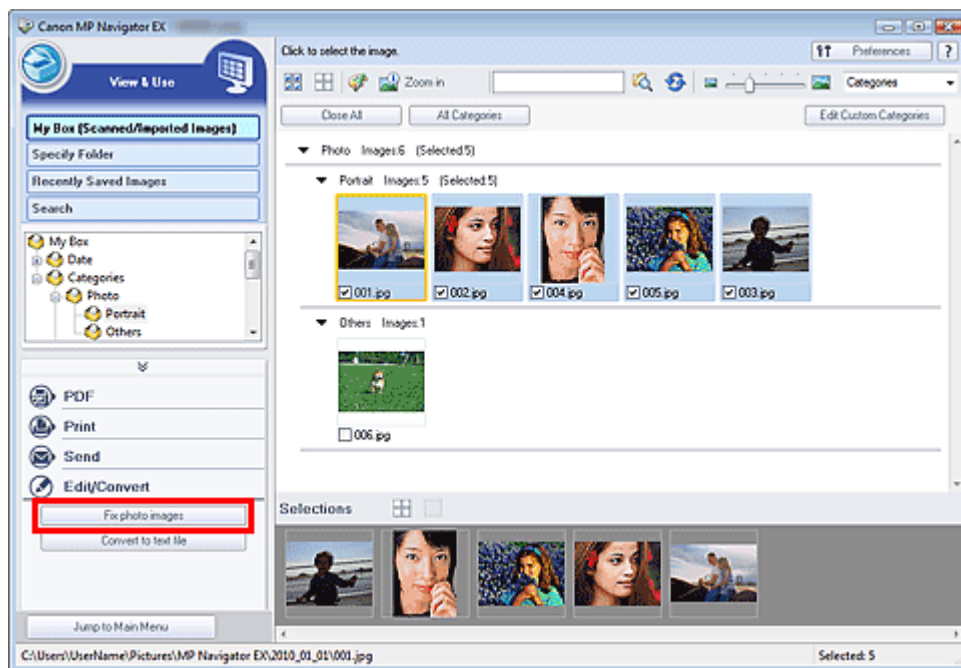 Canon MP Navigator EX
View & Use
My Box (Scanned/Imported Images)
Specify Folder
Recently Saved Images
Search
My Box
Date
Categories
Photo
Portrait
Others
PDF
Print
Send
Edit/Convert
Fix photo images
Convert to text file
Jump to Main Menu
Click to select the image.
Preferences
?
Zoom in
Categories
Close All
All Categories
Edit Custom Categories
Photo Images:6 (Selected:5)
Portrait Images:5 (Selected:5)
001.jpg
002.jpg
004.jpg
005.jpg
003.jpg
Others Images:1
006.jpg
Selections
C:\Users\UserName\Pictures\MP Navigator EX\2010_01_01\001.jpg
Selected: 5